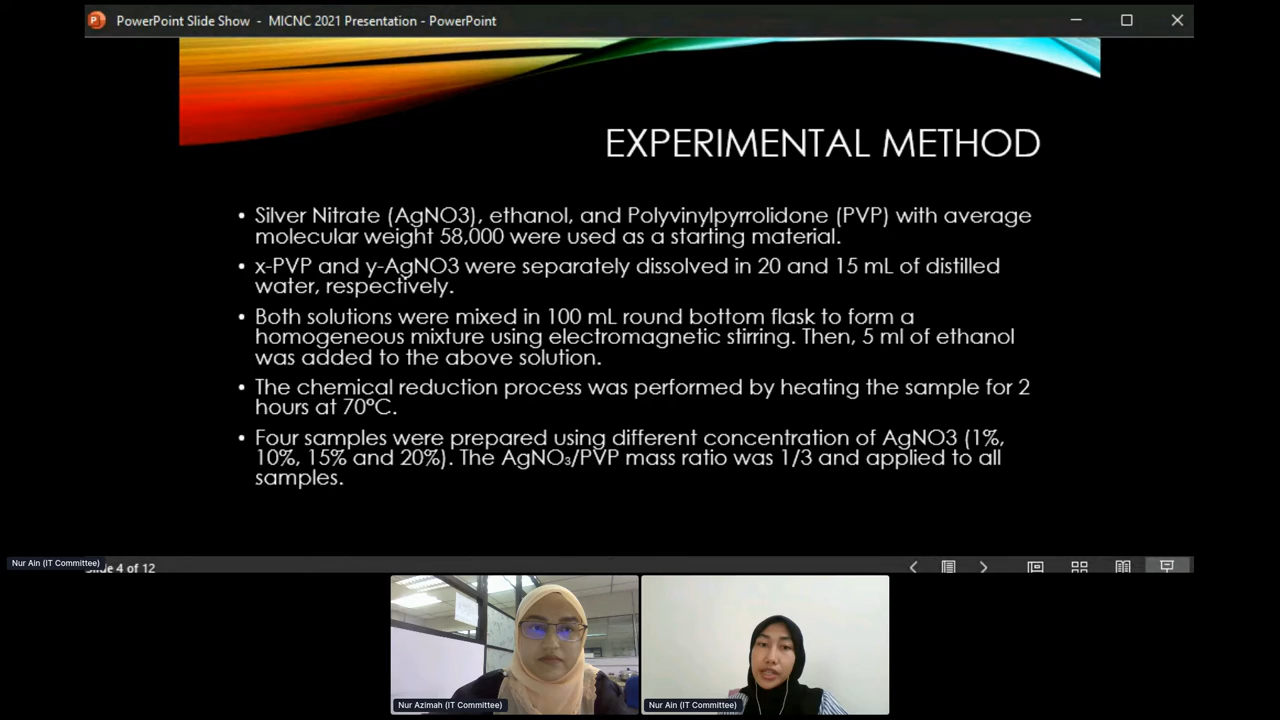 PowerPoint Slide Show - MICNC 2021 Presentation - PowerPoint
EXPERIMENTAL METHOD
• Silver Nitrate (AgNO3), ethanol, and Polyvinylpyrrolidone (PVP) with average
molecular weight 58,000 were used as a starting material.
• x-PVP and y-AgNO3 were separately dissolved in 20 and 15 mL of distilled
water, respectively.
• Both solutions were mixed in 100 mL round bottom flask to form a
homogeneous mixture using electromagnetic stirring. Then, 5 ml of ethanol
was added to the above solution.
• The chemical reduction process was performed by heating the sample for 2
hours at 70°C.
• Four samples were prepared using different concentration of AgNO3 (1%,
10%, 15% and 20%). The AgNO₃/PVP mass ratio was 1/3 and applied to all
samples.
Nur Ain (IT Committee)
Slide 4 of 12
Nur Azimah (IT Committee)
Nur Ain (IT Committee)